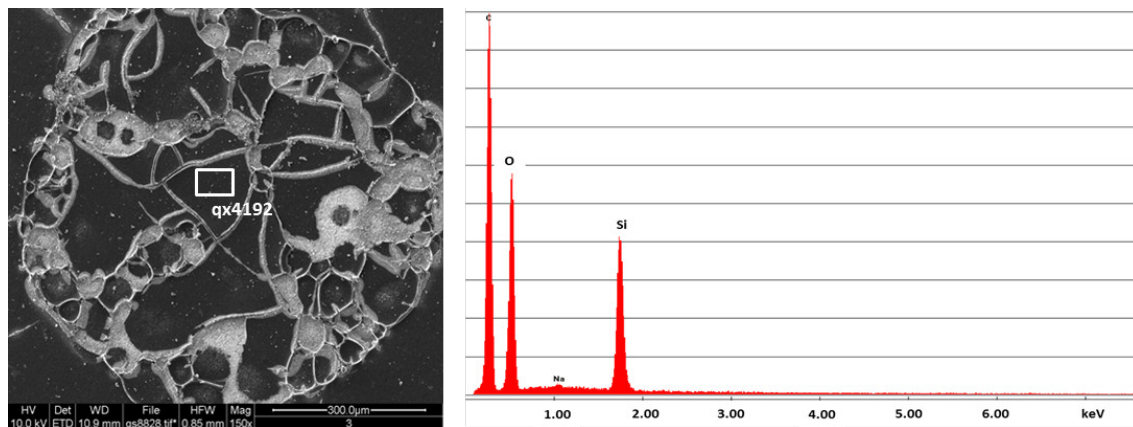 qx4192
HV Det WD File HFW Mag 300.0µm
10.0 kV ETD 10.9 mm qs8828.tif* 0.85 mm 150x 3
C
O
Si
Na
1.00 2.00 3.00 4.00 5.00 6.00 keV